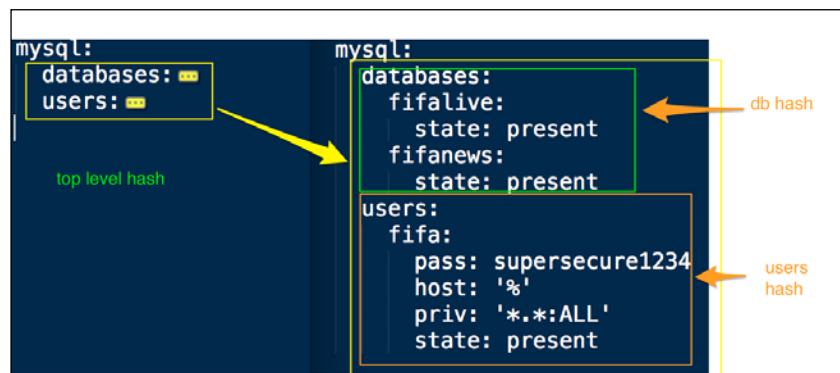 mysql:
  databases:
  users:
top level hash
mysql:
  databases:
    fifalive:
      state: present
    fifanews:
      state: present
  users:
    fifa:
      pass: supersecure1234
      host: '%'
      priv: '*.*:ALL'
      state: present
db hash
users
hash